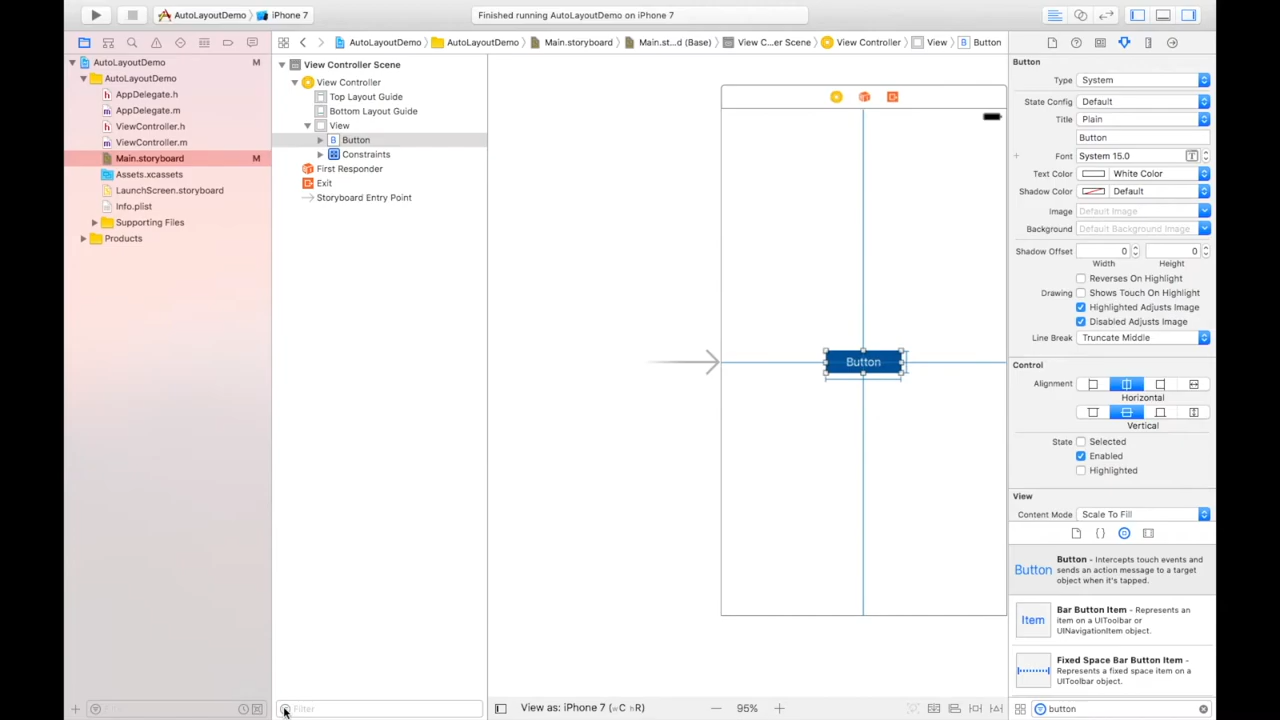 AutoLayoutDemo iPhone 7
Finished running AutoLayoutDemo on iPhone 7
AutoLayoutDemo AutoLayoutDemo Main.storyboard Main.st...d (Base) View C...er Scene View Controller View B Button
AutoLayoutDemo M
AutoLayoutDemo
AppDelegate.h
AppDelegate.m
ViewController.h
ViewController.m
Main.storyboard M
Assets.xcassets
LaunchScreen.storyboard
Info.plist
Supporting Files
Products
View Controller Scene
View Controller
Top Layout Guide
Bottom Layout Guide
View
B Button
Constraints
First Responder
Exit
Storyboard Entry Point
Filter
Button
View as: iPhone 7 (wC hR)
95%
Button
Type System
State Config Default
Title Plain
Button
Font System 15.0 T
Text Color White Color
Shadow Color Default
Image Default Image
Background Default Background Image
Shadow Offset 0 0
Width Height
Reverses On Highlight
Drawing Shows Touch On Highlight
Highlighted Adjusts Image
Disabled Adjusts Image
Line Break Truncate Middle
Control
Alignment
Horizontal
Vertical
State Selected
Enabled
Highlighted
View
Content Mode Scale To Fill
Button
Button - Intercepts touch events and
sends an action message to a target
object when it's tapped.
Item
Bar Button Item - Represents an
item on a UIToolbar or
UINavigationItem object.
Fixed Space Bar Button Item -
Represents a fixed space item on a
UIToolbar object.
button